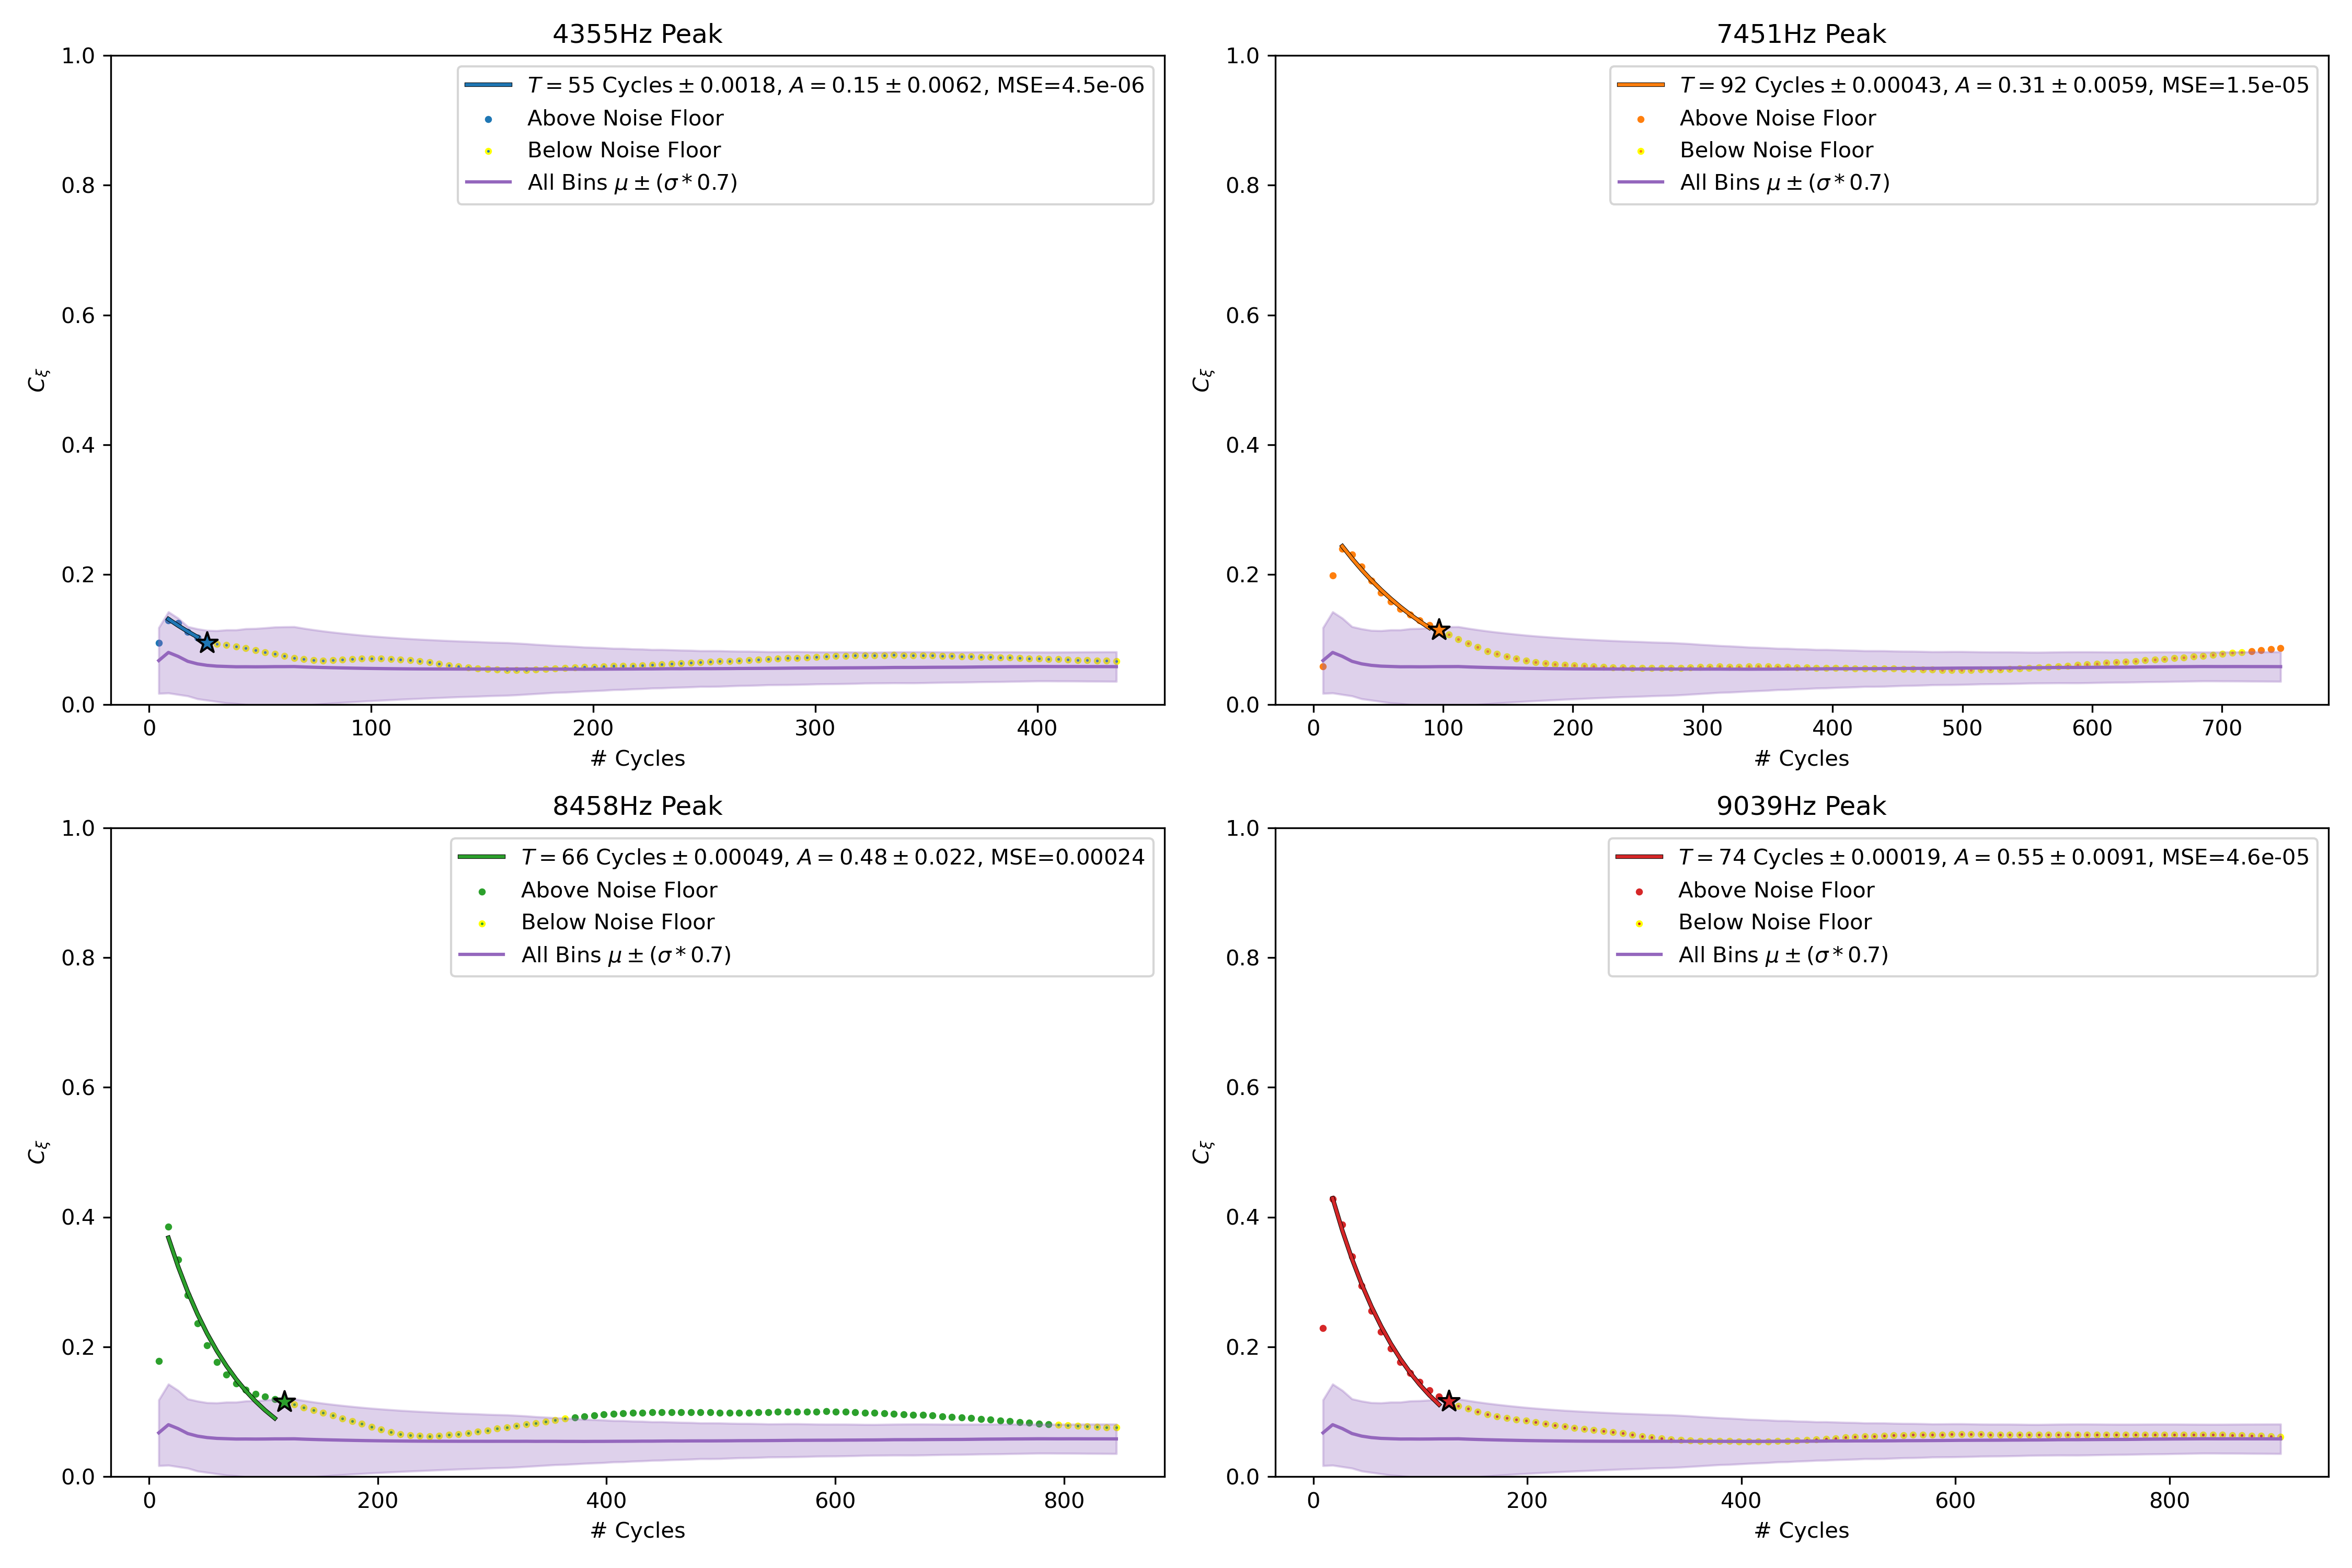 4355Hz Peak
1.0
0.8
0.6
0.4
0.2
0.0
C_ξ
T = 55 Cycles ± 0.0018, A = 0.15 ± 0.0062, MSE=4.5e-06
Above Noise Floor
Below Noise Floor
All Bins μ ± (σ * 0.7)
0 100 200 300 400
# Cycles
7451Hz Peak
1.0
0.8
0.6
0.4
0.2
0.0
C_ξ
T = 92 Cycles ± 0.00043, A = 0.31 ± 0.0059, MSE=1.5e-05
Above Noise Floor
Below Noise Floor
All Bins μ ± (σ * 0.7)
0 100 200 300 400 500 600 700
# Cycles
8458Hz Peak
1.0
0.8
0.6
0.4
0.2
0.0
C_ξ
T = 66 Cycles ± 0.00049, A = 0.48 ± 0.022, MSE=0.00024
Above Noise Floor
Below Noise Floor
All Bins μ ± (σ * 0.7)
0 200 400 600 800
# Cycles
9039Hz Peak
1.0
0.8
0.6
0.4
0.2
0.0
C_ξ
T = 74 Cycles ± 0.00019, A = 0.55 ± 0.0091, MSE=4.6e-05
Above Noise Floor
Below Noise Floor
All Bins μ ± (σ * 0.7)
0 200 400 600 800
# Cycles